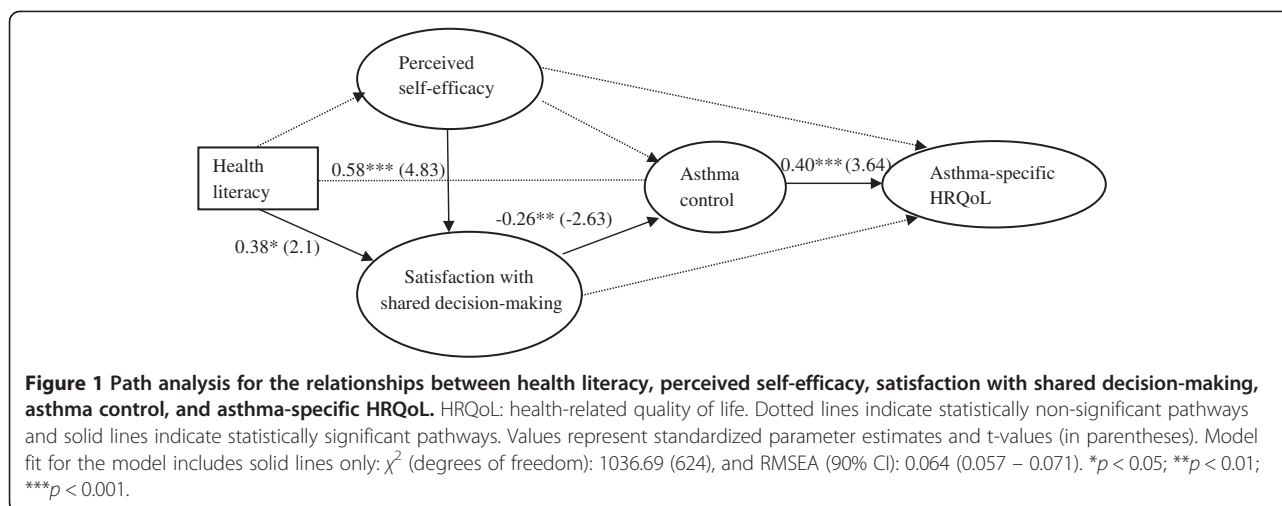 Perceived
self-efficacy
Health
literacy
0.58*** (4.83)
0.40*** (3.64)
Asthma
control
Asthma-specific
HRQoL
-0.26** (-2.63)
0.38* (2.1)
Satisfaction with
shared decision-making
Figure 1 Path analysis for the relationships between health literacy, perceived self-efficacy, satisfaction with shared decision-making,
asthma control, and asthma-specific HRQoL. HRQoL: health-related quality of life. Dotted lines indicate statistically non-significant pathways
and solid lines indicate statistically significant pathways. Values represent standardized parameter estimates and t-values (in parentheses). Model
fit for the model includes solid lines only: χ² (degrees of freedom): 1036.69 (624), and RMSEA (90% CI): 0.064 (0.057 – 0.071). *p < 0.05; **p < 0.01;
***p < 0.001.